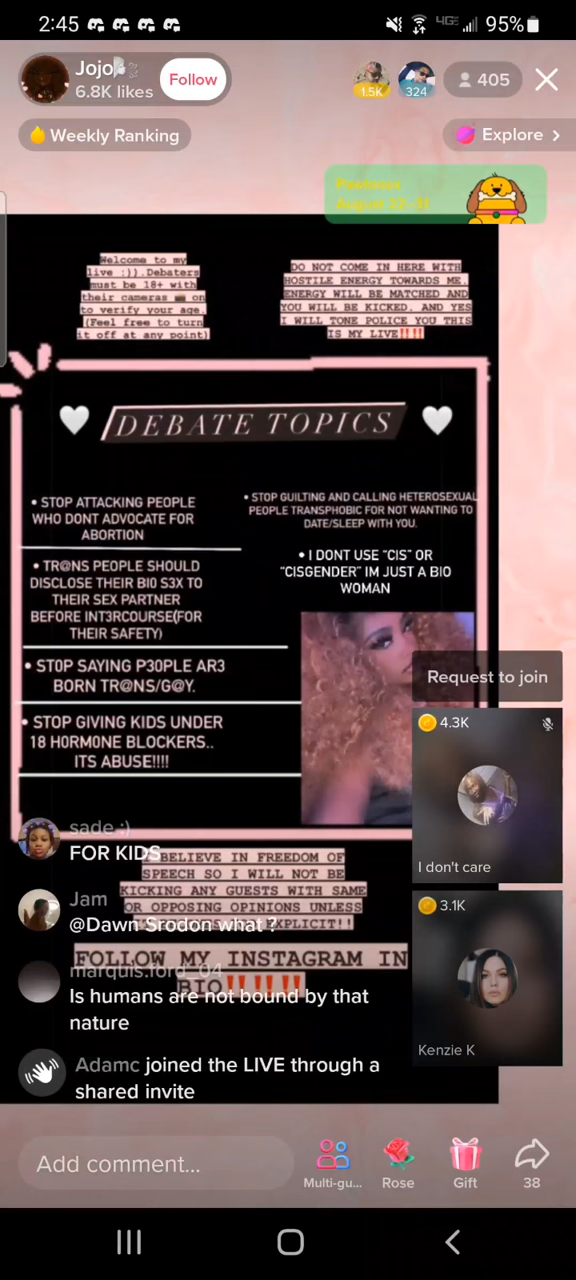 2:45
4G
95%
Jojo
6.8K likes
Follow
1.5K
324
405
Weekly Ranking
Explore >
August 22-31
Welcome to my
live :)).Debaters
must be 18+ with
their cameras 📷 on
to verify your age.
(Feel free to turn
it off at any point)
DO NOT COME IN HERE WITH
HOSTILE ENERGY TOWARDS ME.
ENERGY WILL BE MATCHED AND
YOU WILL BE KICKED. AND YES
I WILL TONE POLICE YOU THIS
IS MY LIVE‼️‼️
🤍 DEBATE TOPICS 🤍
• STOP ATTACKING PEOPLE
WHO DONT ADVOCATE FOR
ABORTION
• TR@NS PEOPLE SHOULD
DISCLOSE THEIR BI0 S3X TO
THEIR SEX PARTNER
BEFORE INT3RCOURSE(FOR
THEIR SAFETY)
• ST0P SAYING P30PLE AR3
BORN TR@NS/G@Y.
• STOP GIVING KIDS UNDER
18 H0RM0NE BLOCKERS..
ITS ABUSE!!!!
• STOP GUILTING AND CALLING HETEROSEXUAL
PEOPLE TRANSPHOBIC FOR NOT WANTING TO
DATE/SLEEP WITH YOU.
• I DONT USE “CIS” OR
“CISGENDER” IM JUST A BIO
WOMAN
Request to join
4.3K
I don't care
3.1K
Kenzie K
sade :)
FOR KIDS
BELIEVE IN FREEDOM OF
SPEECH SO I WILL NOT BE
KICKING ANY GUESTS WITH SAME
OR OPPOSING OPINIONS UNLESS
EXPLICIT!!
Jam
@Dawn Srodon what ?
FOLLOW MY INSTAGRAM IN
BIO‼️‼️
marquis.ford_04
Is humans are not bound by that
nature
Adamc joined the LIVE through a
shared invite
Add comment...
Multi-gu...
Rose
Gift
38